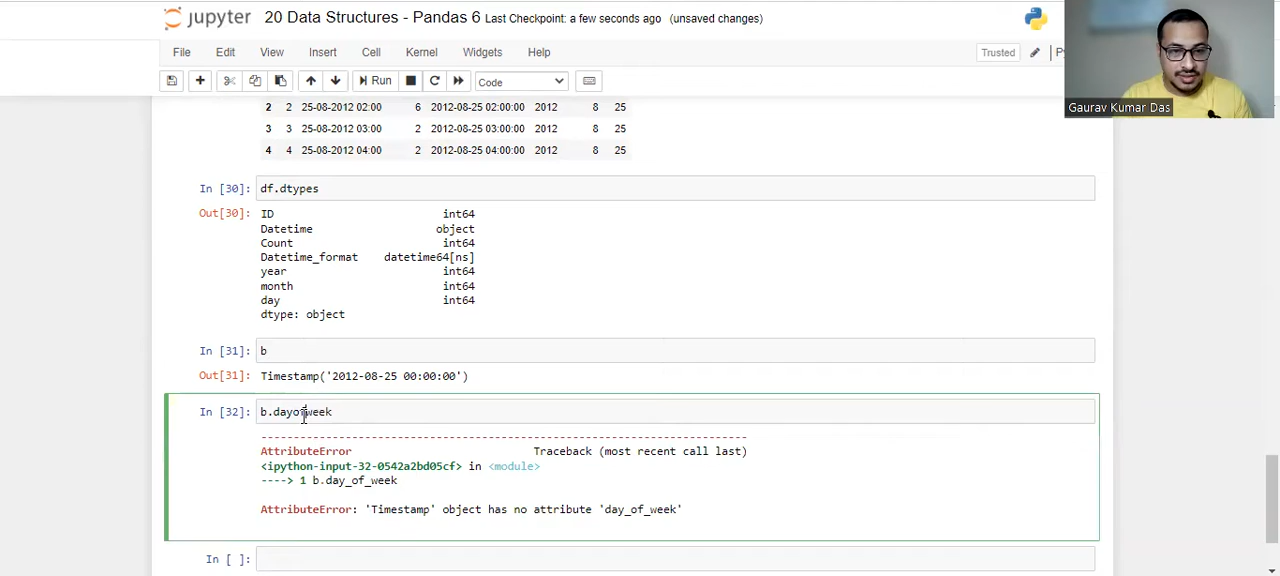 jupyter 20 Data Structures - Pandas 6 Last Checkpoint: a few seconds ago (unsaved changes)
File Edit View Insert Cell Kernel Widgets Help Trusted
Run Code
Gaurav Kumar Das
2 2 25-08-2012 02:00 6 2012-08-25 02:00:00 2012 8 25
3 3 25-08-2012 03:00 2 2012-08-25 03:00:00 2012 8 25
4 4 25-08-2012 04:00 2 2012-08-25 04:00:00 2012 8 25
In [30]: df.dtypes
Out[30]: ID int64
Datetime object
Count int64
Datetime_format datetime64[ns]
year int64
month int64
day int64
dtype: object
In [31]: b
Out[31]: Timestamp('2012-08-25 00:00:00')
In [32]: b.dayofweek
---------------------------------------------------------------------------
AttributeError Traceback (most recent call last)
<ipython-input-32-0542a2bd05cf> in <module>
----> 1 b.day_of_week
AttributeError: 'Timestamp' object has no attribute 'day_of_week'
In [ ]: